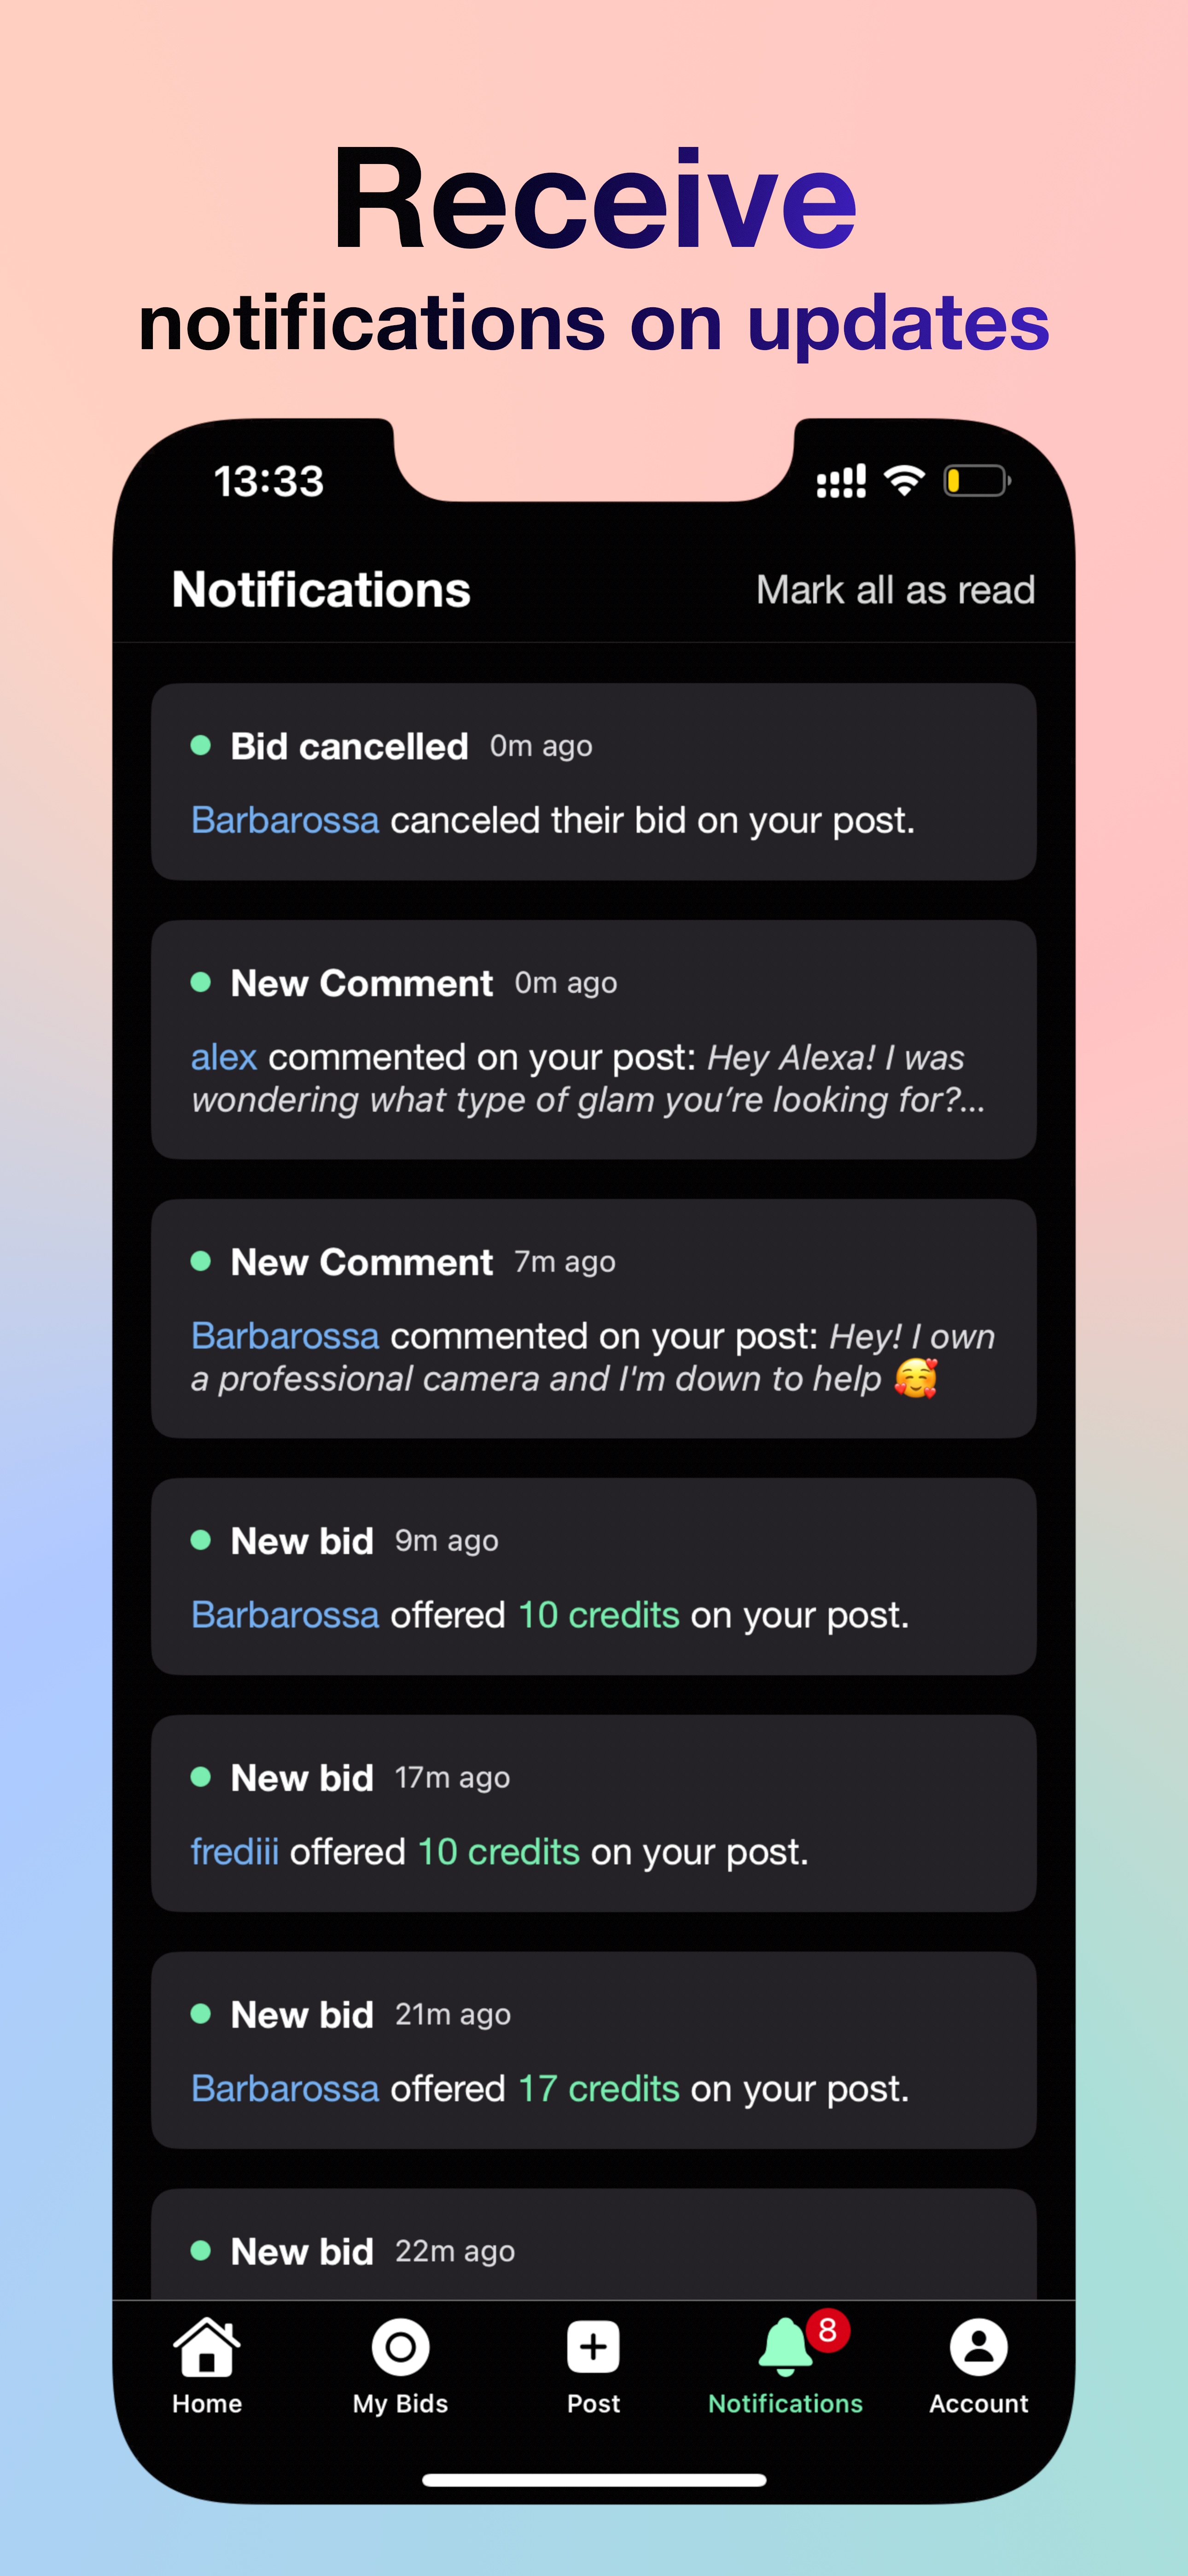 Receive
notifications on updates
13:33
Notifications
Mark all as read
Bid cancelled 0m ago
Barbarossa canceled their bid on your post.
New Comment 0m ago
alex commented on your post: Hey Alexa! I was
wondering what type of glam you’re looking for?...
New Comment 7m ago
Barbarossa commented on your post: Hey! I own
a professional camera and I'm down to help 🥰
New bid 9m ago
Barbarossa offered 10 credits on your post.
New bid 17m ago
frediii offered 10 credits on your post.
New bid 21m ago
Barbarossa offered 17 credits on your post.
New bid 22m ago
8
Home My Bids Post Notifications Account